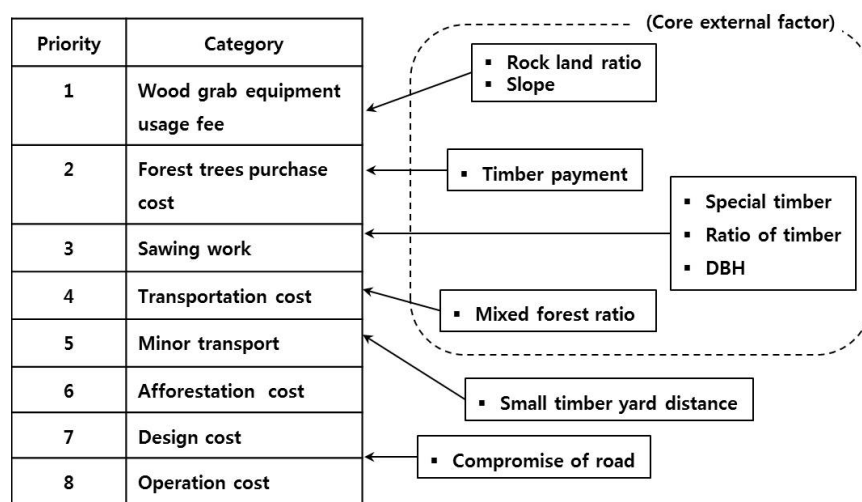 Priority Category
1 Wood grab equipment
usage fee
2 Forest trees purchase
cost
3 Sawing work
4 Transportation cost
5 Minor transport
6 Afforestation cost
7 Design cost
8 Operation cost
(Core external factor)
▪ Rock land ratio
▪ Slope
▪ Timber payment
▪ Special timber
▪ Ratio of timber
▪ DBH
▪ Mixed forest ratio
▪ Small timber yard distance
▪ Compromise of road